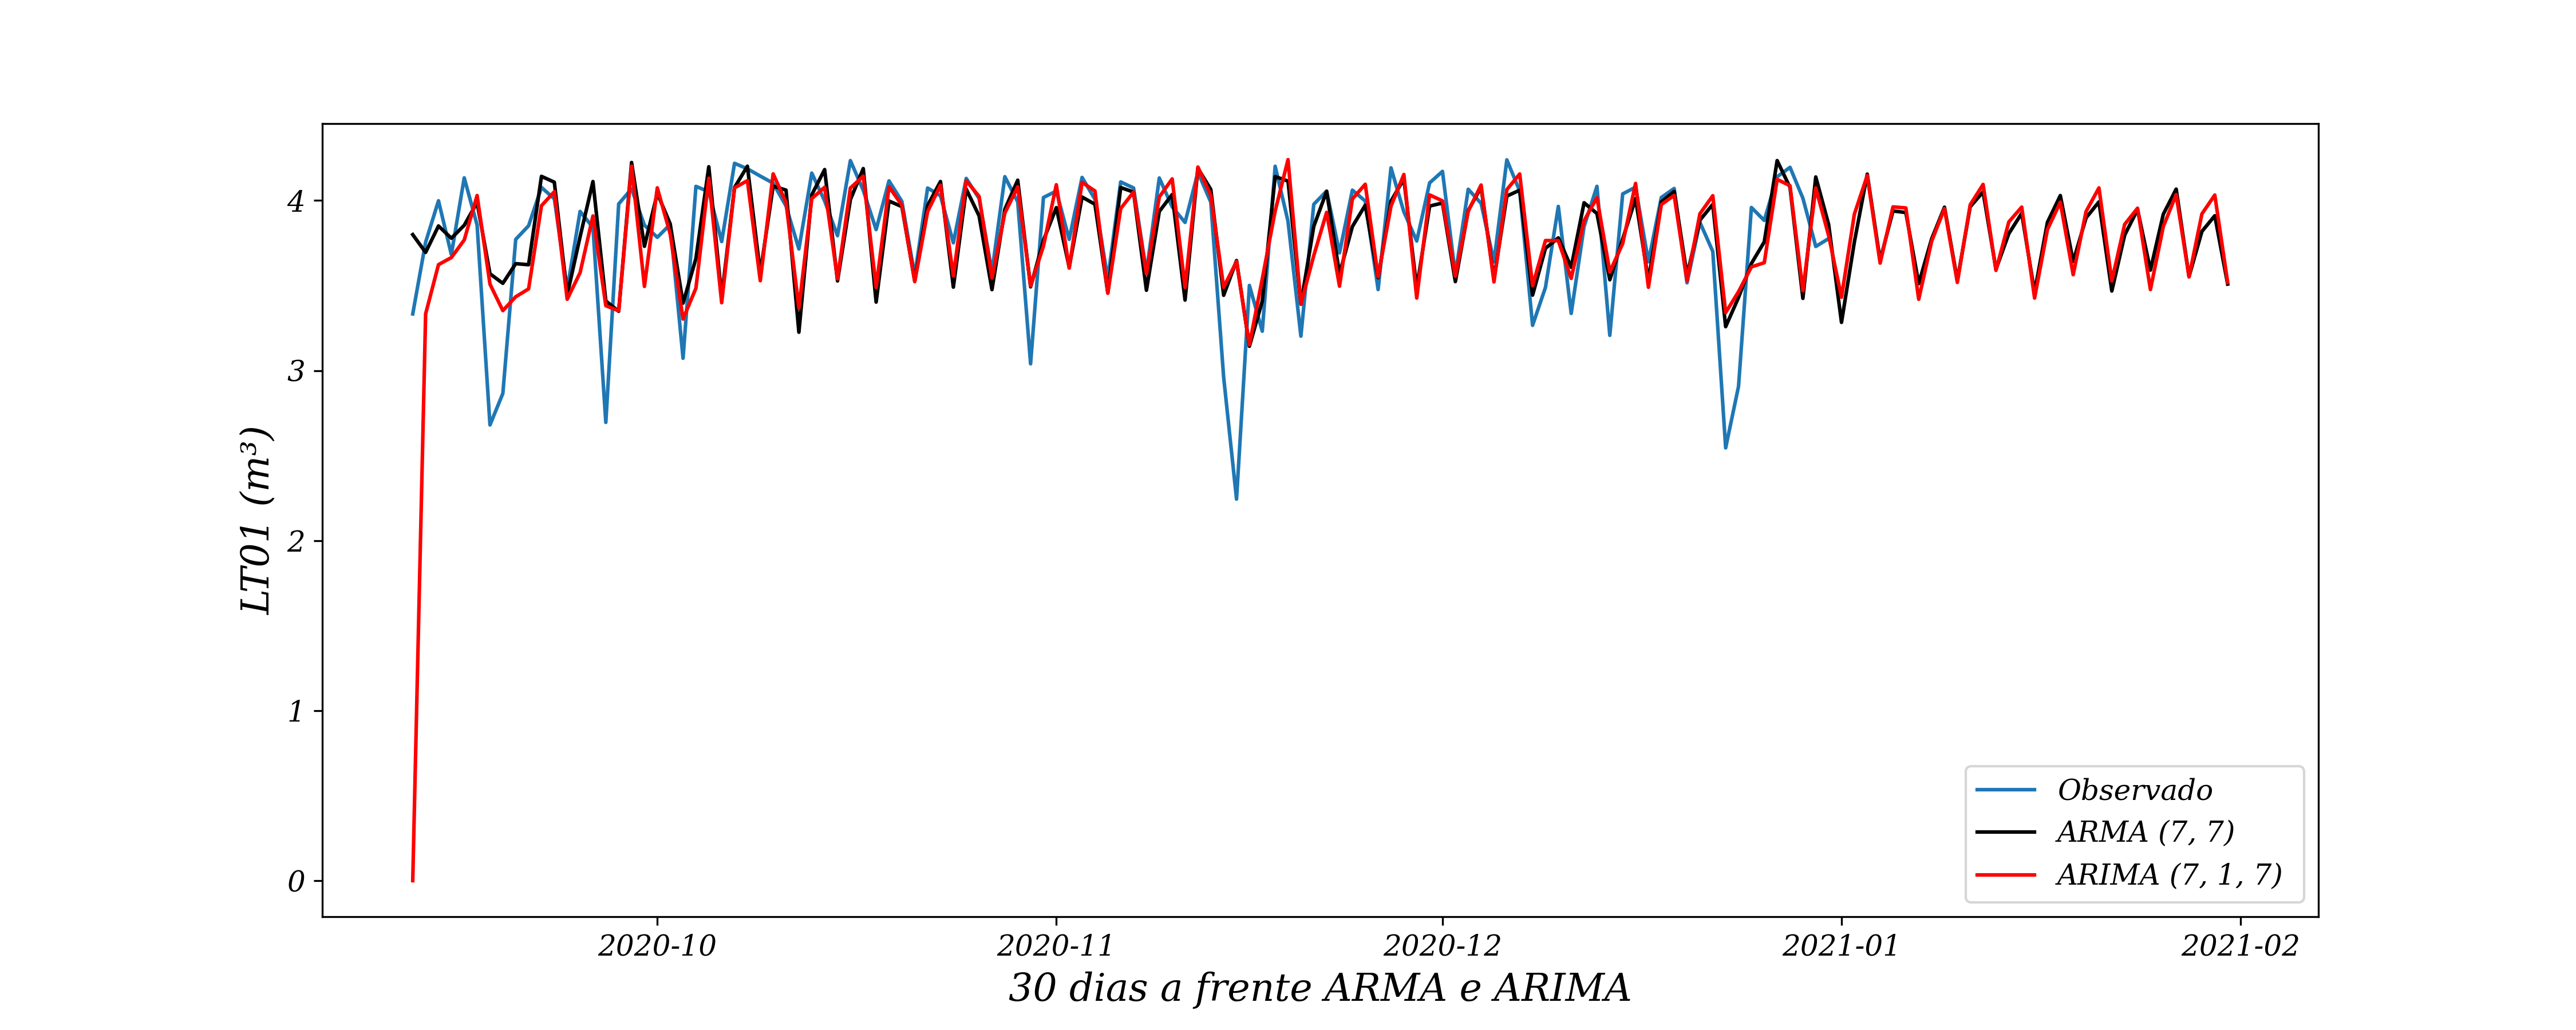 4
3
2
1
0
LT01 (m³)
Observado
ARMA (7, 7)
ARIMA (7, 1, 7)
2020-10
2020-11
2020-12
2021-01
2021-02
30 dias a frente ARMA e ARIMA